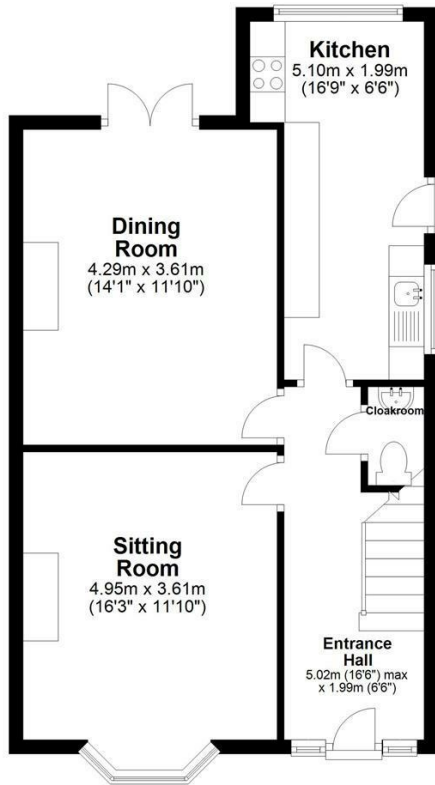 Kitchen
5.10m x 1.99m
(16'9" x 6'6")
Dining
Room
4.29m x 3.61m
(14'1" x 11'10")
Cloakroom
Sitting
Room
4.95m x 3.61m
(16'3" x 11'10")
Entrance
Hall
5.02m (16'6") max
x 1.99m (6'6")